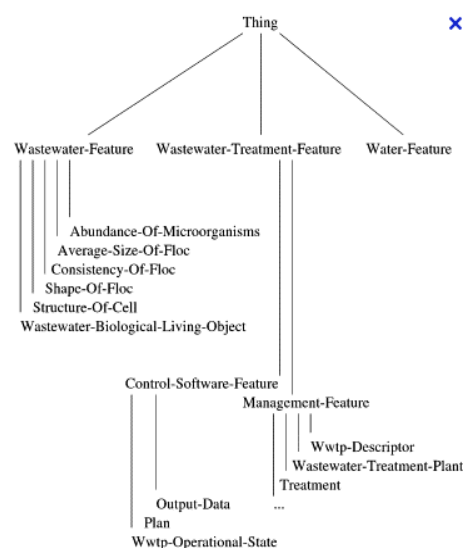 Thing
Wastewater-Feature Wastewater-Treatment-Feature Water-Feature
Abundance-Of-Microorganisms
Average-Size-Of-Floc
Consistency-Of-Floc
Shape-Of-Floc
Structure-Of-Cell
Wastewater-Biological-Living-Object
Control-Software-Feature
Management-Feature
Wwtp-Descriptor
Wastewater-Treatment-Plant
Treatment
Output-Data ...
Plan
Wwtp-Operational-State